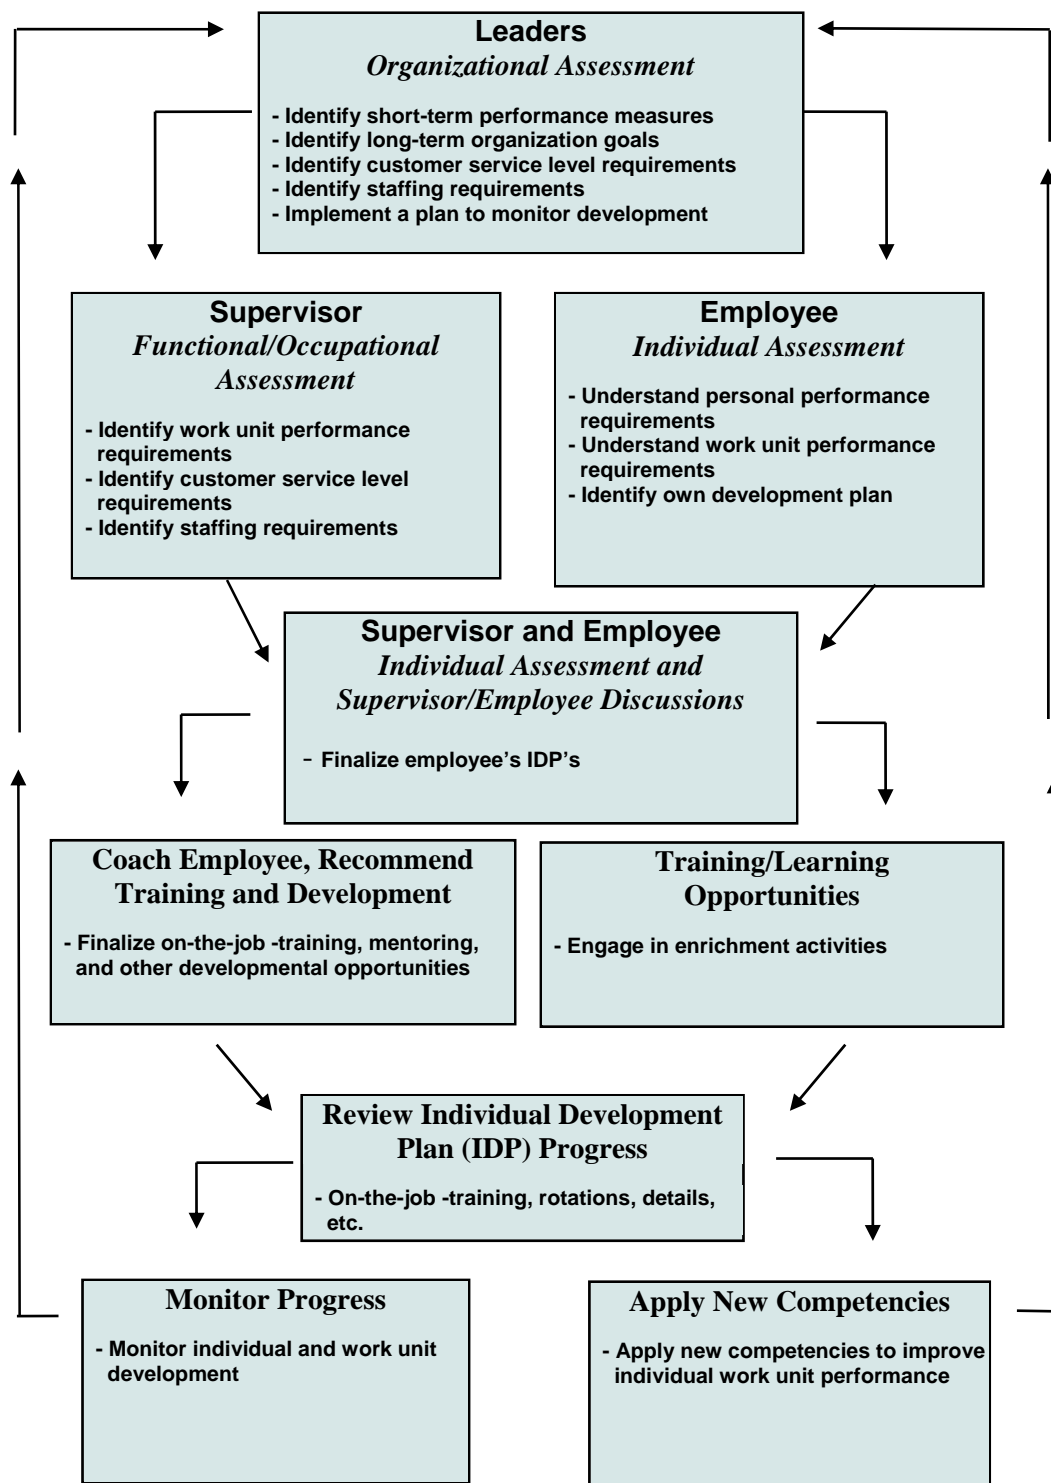 Leaders
Organizational Assessment
- Identify short-term performance measures
- Identify long-term organization goals
- Identify customer service level requirements
- Identify staffing requirements
- Implement a plan to monitor development
Supervisor
Functional/Occupational
Assessment
- Identify work unit performance
requirements
- Identify customer service level
requirements
- Identify staffing requirements
Employee
Individual Assessment
- Understand personal performance
requirements
- Understand work unit performance
requirements
- Identify own development plan
Supervisor and Employee
Individual Assessment and
Supervisor/Employee Discussions
- Finalize employee’s IDP’s
Coach Employee, Recommend
Training and Development
- Finalize on-the-job -training, mentoring,
and other developmental opportunities
Training/Learning
Opportunities
- Engage in enrichment activities
Review Individual Development
Plan (IDP) Progress
- On-the-job -training, rotations, details,
etc.
Monitor Progress
- Monitor individual and work unit
development
Apply New Competencies
- Apply new competencies to improve
individual work unit performance